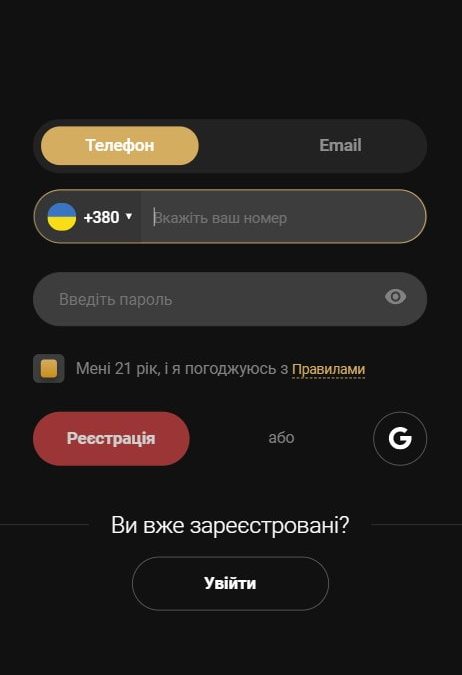 Телефон Email
+380 Вкажіть ваш номер
Введіть пароль
Мені 21 рік, і я погоджуюсь з Правилами
Реєстрація або G
Ви вже зареєстровані?
Увійти